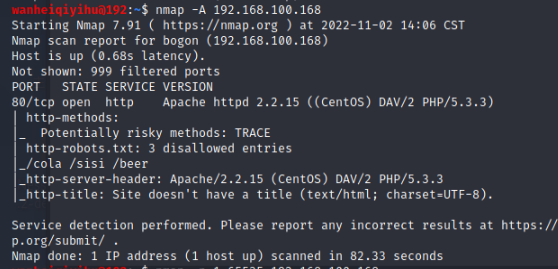 wanheiqiyihu@192:~$ nmap -A 192.168.100.168
Starting Nmap 7.91 ( https://nmap.org ) at 2022-11-02 14:06 CST
Nmap scan report for bogon (192.168.100.168)
Host is up (0.68s latency).
Not shown: 999 filtered ports
PORT   STATE SERVICE VERSION
80/tcp open  http    Apache httpd 2.2.15 ((CentOS) DAV/2 PHP/5.3.3)
| http-methods:
|_  Potentially risky methods: TRACE
| http-robots.txt: 3 disallowed entries
|_/cola /sisi /beer
|_http-server-header: Apache/2.2.15 (CentOS) DAV/2 PHP/5.3.3
|_http-title: Site doesn't have a title (text/html; charset=UTF-8).
Service detection performed. Please report any incorrect results at https:/
p.org/submit/ .
Nmap done: 1 IP address (1 host up) scanned in 82.33 seconds